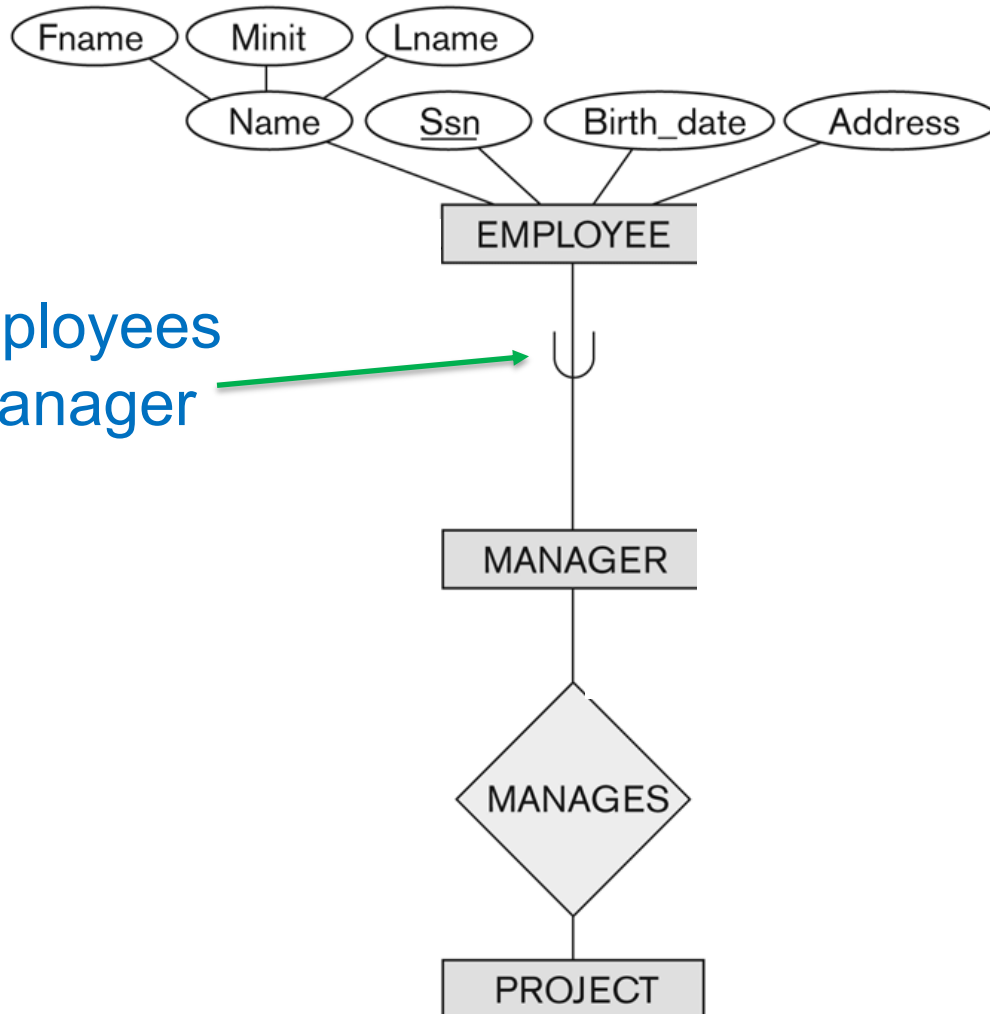 Fname Minit Lname
Name Ssn Birth_date Address
EMPLOYEE
ployees
anager
MANAGER
MANAGES
PROJECT